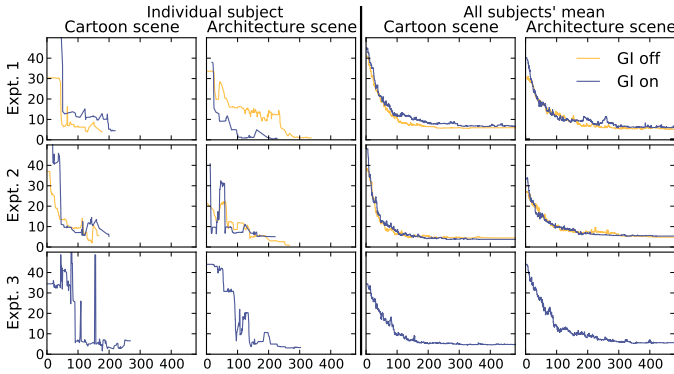 Individual subject All subjects' mean
Cartoon scene Architecture scene Cartoon scene Architecture scene
Expt. 1
40
30
20
10
0
GI off
GI on
Expt. 2
40
30
20
10
0
Expt. 3
40
30
20
10
0
0 100 200 300 400 0 100 200 300 400 0 100 200 300 400 0 100 200 300 400